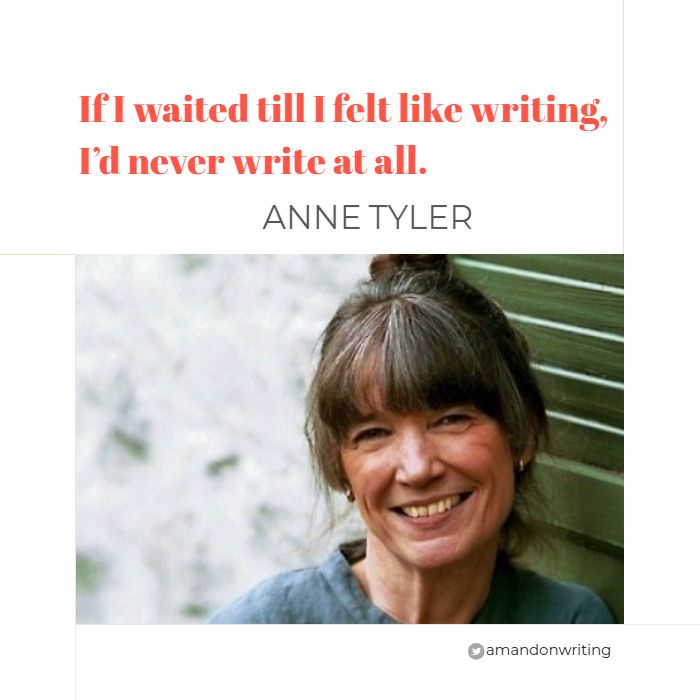 If I waited till I felt like writing,
I’d never write at all.
ANNE TYLER
amandonwriting